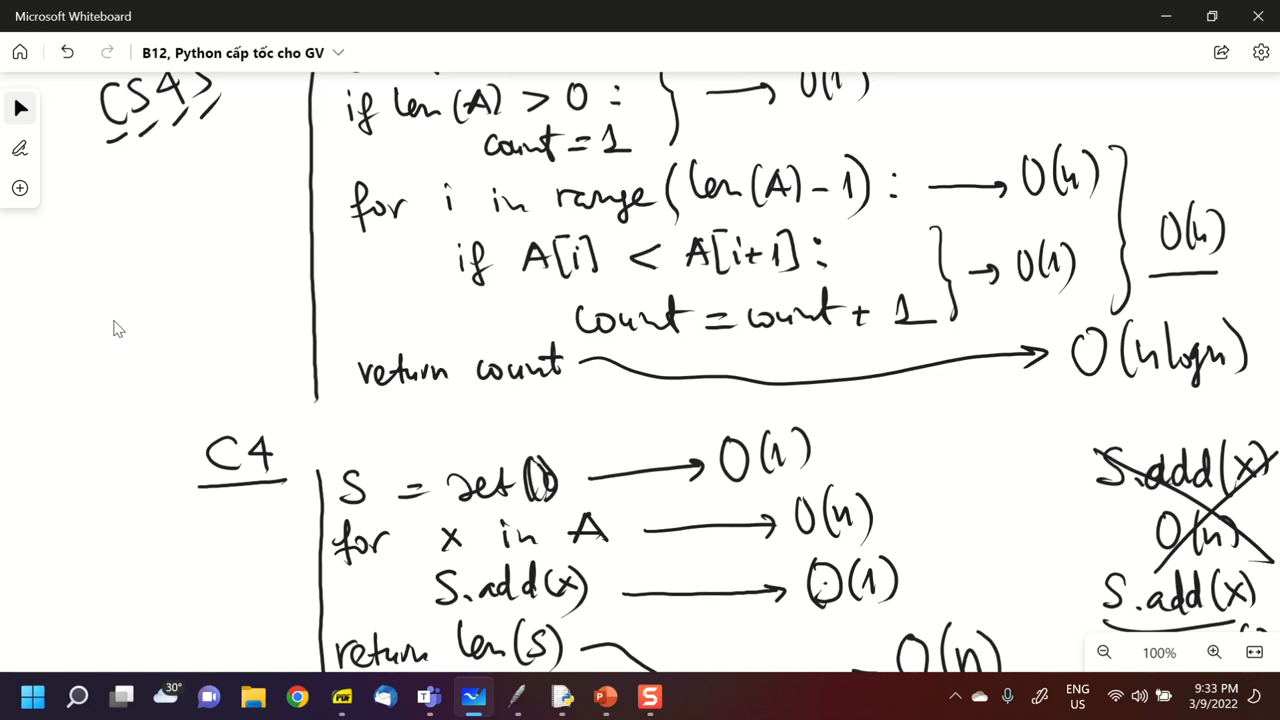 Microsoft Whiteboard
B12, Python cấp tốc cho GV
if len(A) > 0 : → O(1)
count = 1
for i in range (len(A) - 1) : → O(n)
if A[i] < A[i+1] :
→ O(1)
O(n)
count = count + 1
return count → O(nlogn)
C4
S = set() → O(1)
for x in A → O(n)
S.add(x) → O(1)
return len(S)
O(n)
S.add(x)
O(n)
S.add(x)
100%
30°
ENG
US
9:33 PM
3/9/2022